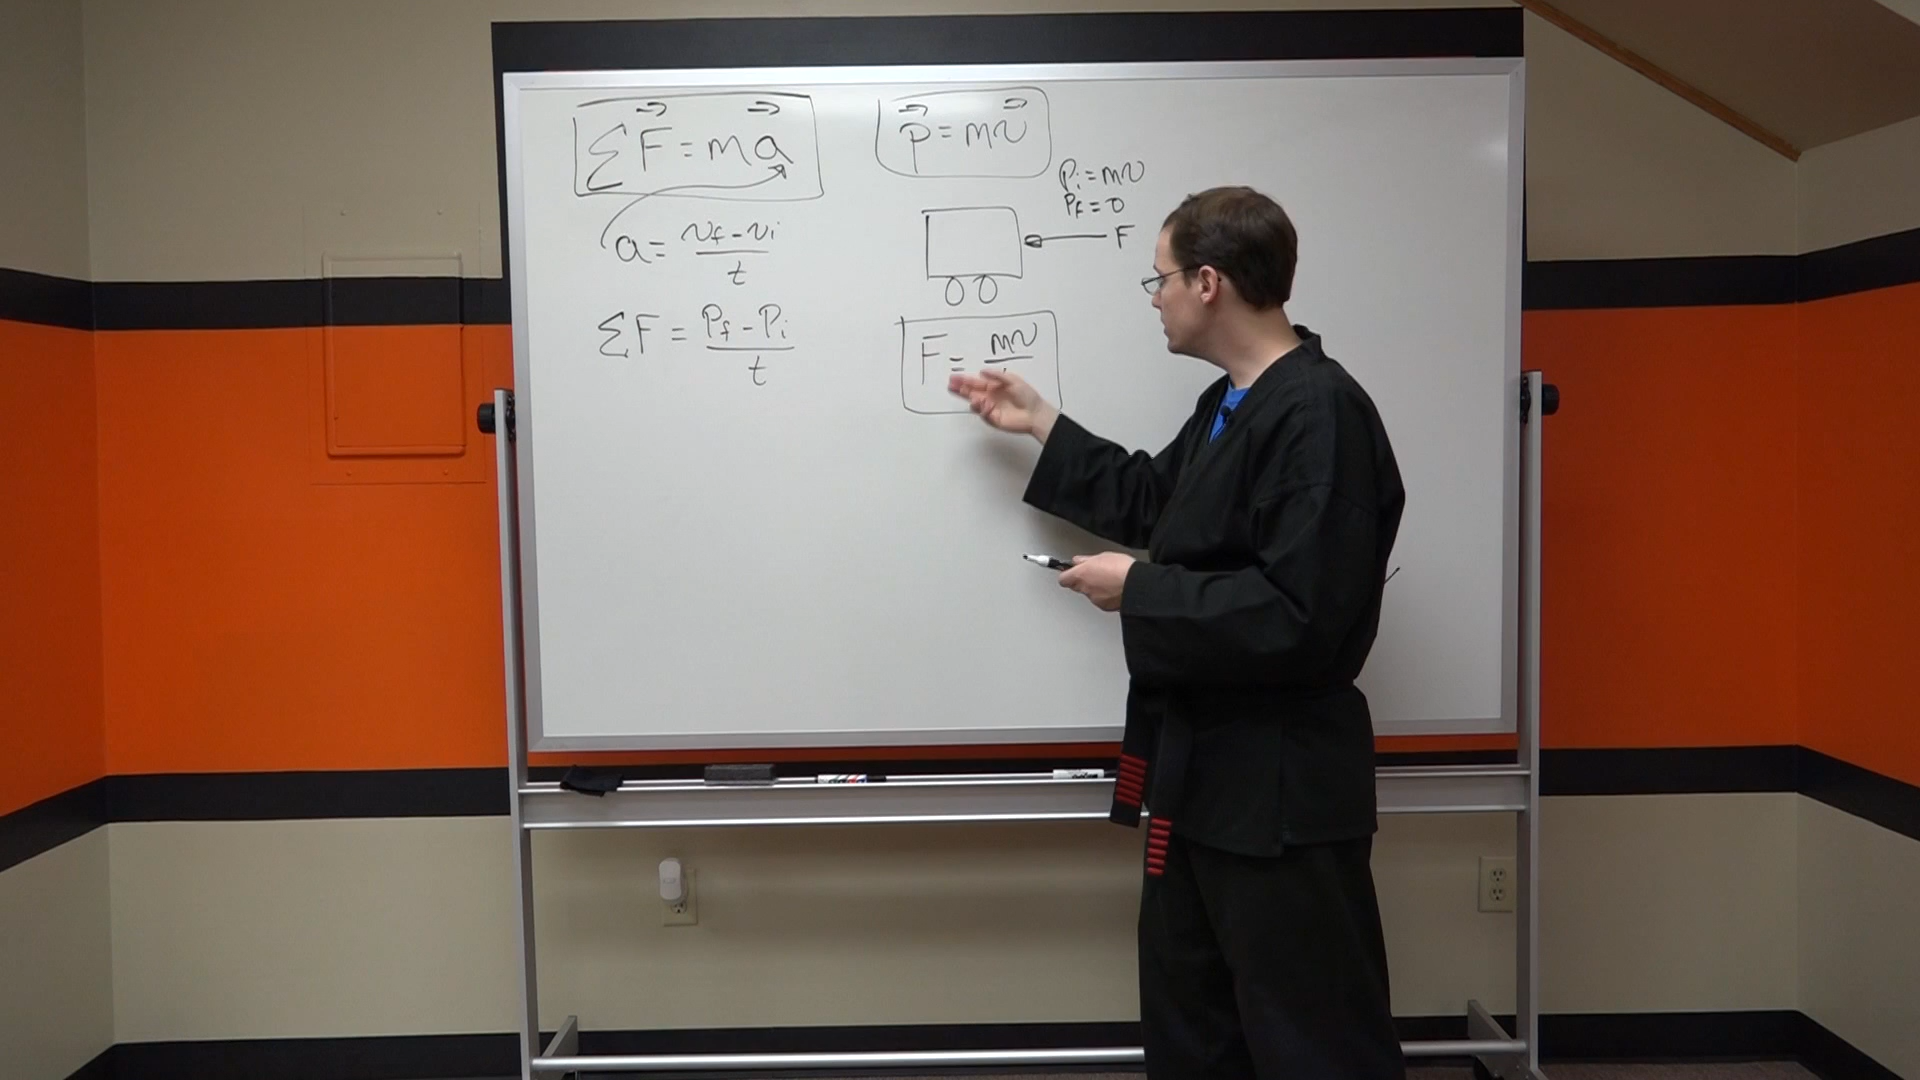 ΣF⃗ = ma⃗
a = vf - vi / t
ΣF = Pf - Pi / t
p⃗ = mv⃗
Pi = mv
Pf = 0
F
F = mv